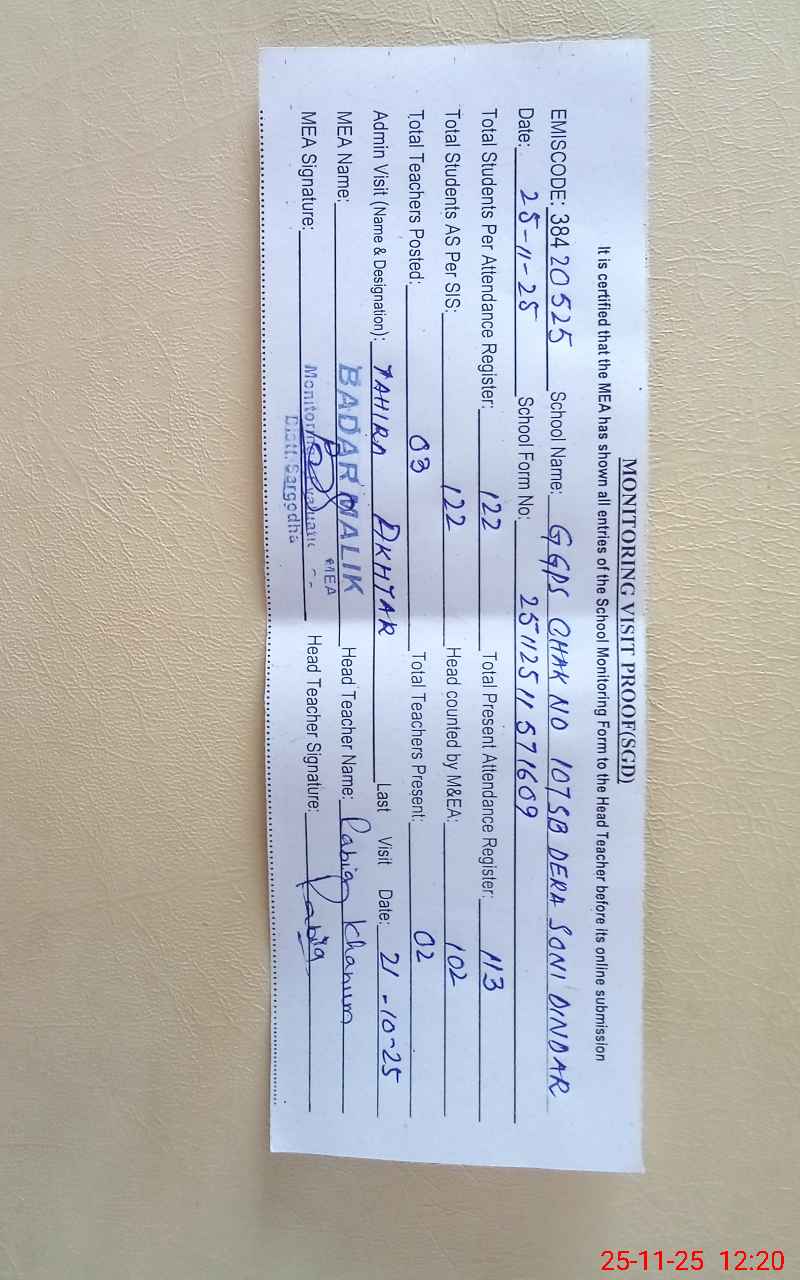 MONITORING VISIT PROOF(SGD)
It is certified that the MEA has shown all entries of the School Monitoring Form to the Head Teacher before its online submission
EMISCODE: 38420525 School Name: GGPS CHAK NO 107SB DERA SONI DINDAR
Date: 25-11-25 School Form No: 25112511571609
Total Students Per Attendance Register: 122 Total Present Attendance Register: 113
Total Students AS Per SIS: 122 Head counted by M&EA: 102
Total Teachers Posted: 03 Total Teachers Present: 02
Admin Visit (Name & Designation): TAHIRA AKHTAR Last Visit Date: 21-10-25
MEA Name: BADAR MALIK MEA Head Teacher Name: Rabia Khanum
MEA Signature: Head Teacher Signature: Rabia
Distt. Sargodha
25-11-25 12:20